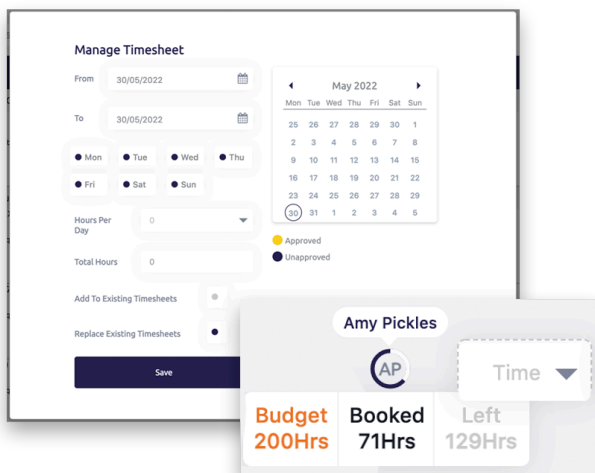 Manage Timesheet
From 30/05/2022
To 30/05/2022
Mon Tue Wed Thu
Fri Sat Sun
Hours Per Day 0
Total Hours 0
Add To Existing Timesheets
Replace Existing Timesheets
Save
May 2022
Mon Tue Wed Thu Fri Sat Sun
25 26 27 28 29 30 1
2 3 4 5 6 7 8
9 10 11 12 13 14 15
16 17 18 19 20 21 22
23 24 25 26 27 28 29
30 31 1 2 3 4 5
Approved
Unapproved
Amy Pickles
AP
Time
Budget Booked Left
200Hrs 71Hrs 129Hrs